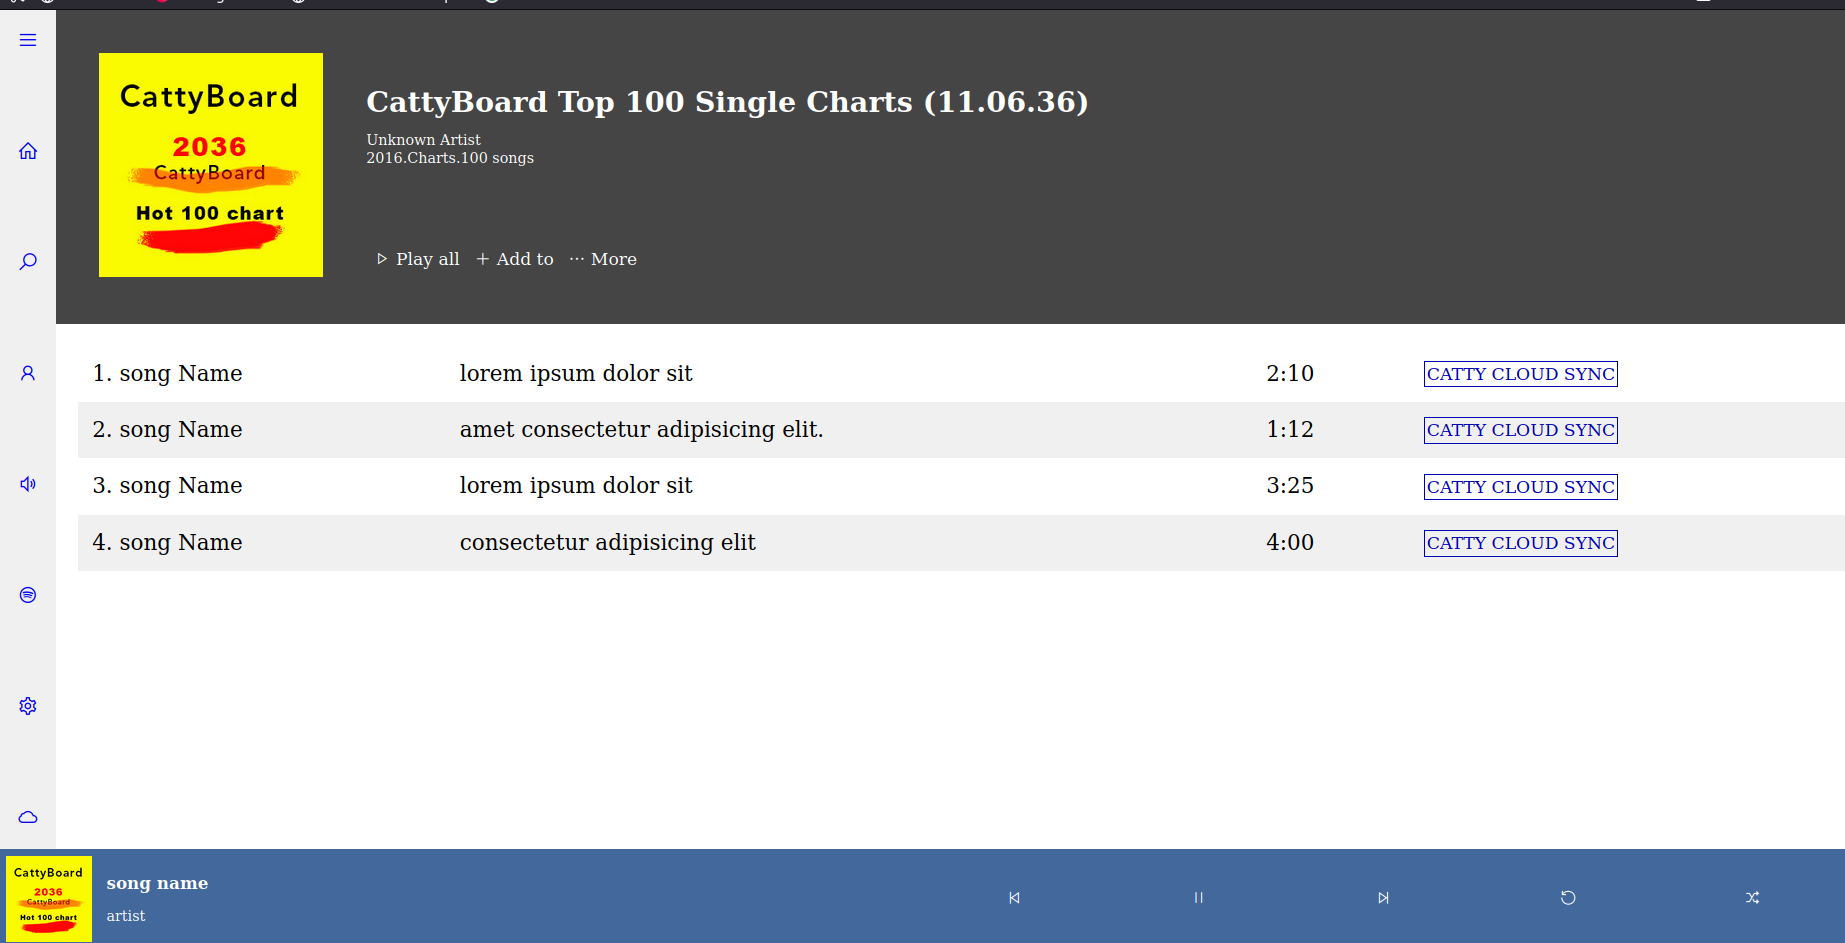 CattyBoard
2036
CattyBoard
Hot 100 chart
CattyBoard Top 100 Single Charts (11.06.36)
Unknown Artist
2016.Charts.100 songs
Play all + Add to ··· More
1. song Name lorem ipsum dolor sit 2:10 CATTY CLOUD SYNC
2. song Name amet consectetur adipisicing elit. 1:12 CATTY CLOUD SYNC
3. song Name lorem ipsum dolor sit 3:25 CATTY CLOUD SYNC
4. song Name consectetur adipisicing elit 4:00 CATTY CLOUD SYNC
CattyBoard
2036
CattyBoard
Hot 100 chart
song name
artist